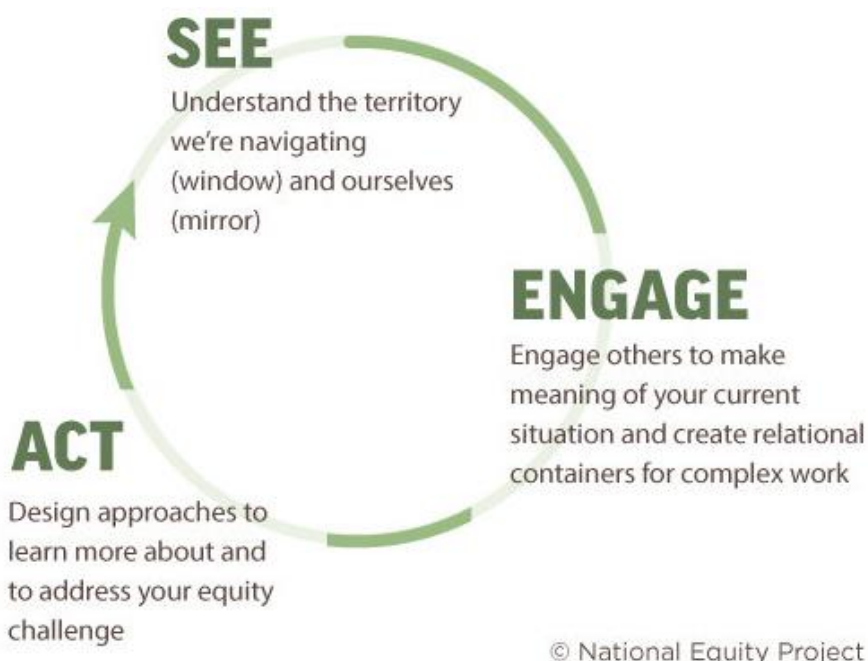 SEE
Understand the territory
we're navigating
(window) and ourselves
(mirror)
ENGAGE
Engage others to make
meaning of your current
situation and create relational
containers for complex work
ACT
Design approaches to
learn more about and
to address your equity
challenge
© National Equity Project